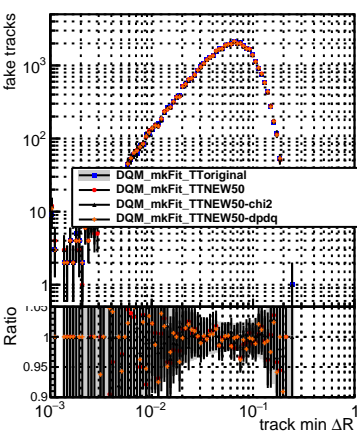 fake tracks
10³
10²
10
1
DQM_mkFit_TToriginal
DQM_mkFit_TTNEW50
DQM_mkFit_TTNEW50-chi2
DQM_mkFit_TTNEW50-dpdq
Ratio
1.05
1
0.95
0.9
10⁻³ 10⁻² 10⁻¹ 1
track min ΔR